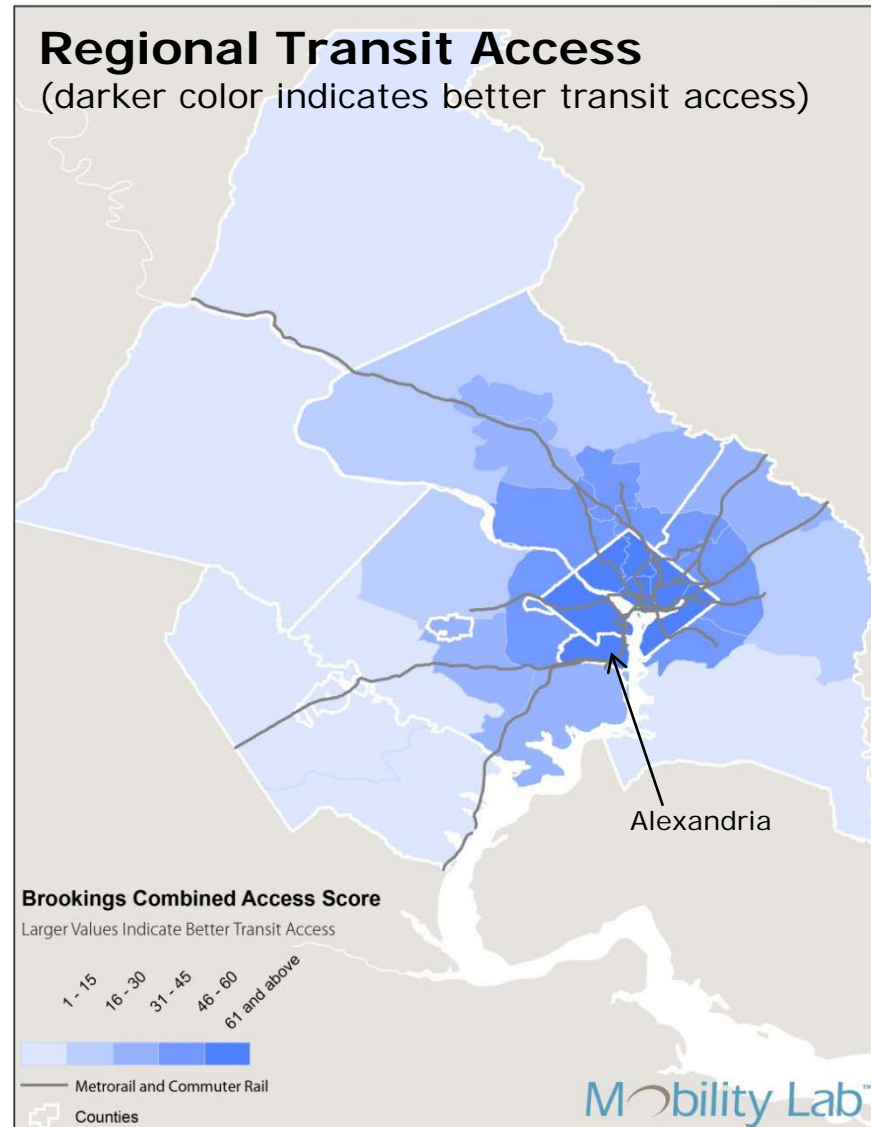 Regional Transit Access
(darker color indicates better transit access)
Alexandria
Brookings Combined Access Score
Larger Values Indicate Better Transit Access
1 - 15
16 - 30
31 - 45
46 - 60
61 and above
Metrorail and Commuter Rail
Counties
Mobility Lab™